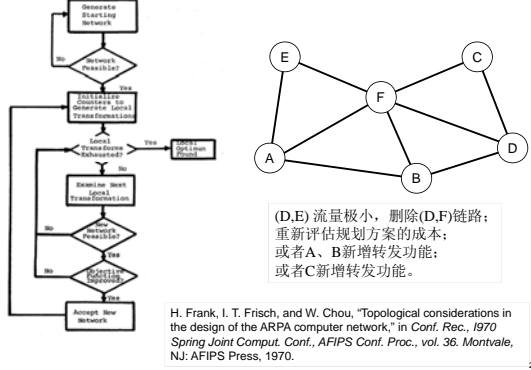 Generate
Starting
Network
Network
Feasible?
No
Yes
Initialize
Counters to
Generate Local
Transformations
Local
Transforms
Exhausted?
Yes
Local
Optimum
Found
No
Examine Next
Local
Transformation
New
Network
Feasible?
No
Yes
Objective
Function
Improved?
No
Yes
Accept New
Network
E
C
F
A
D
B
(D,E) 流量极小，删除(D,F)链路；
重新评估规划方案的成本；
或者A、B新增转发功能；
或者C新增转发功能。
H. Frank, I. T. Frisch, and W. Chou, “Topological considerations in
the design of the ARPA computer network,” in Conf. Rec., I970
Spring Joint Comput. Conf., AFIPS Conf. Proc., vol. 36. Montvale,
NJ: AFIPS Press, 1970.